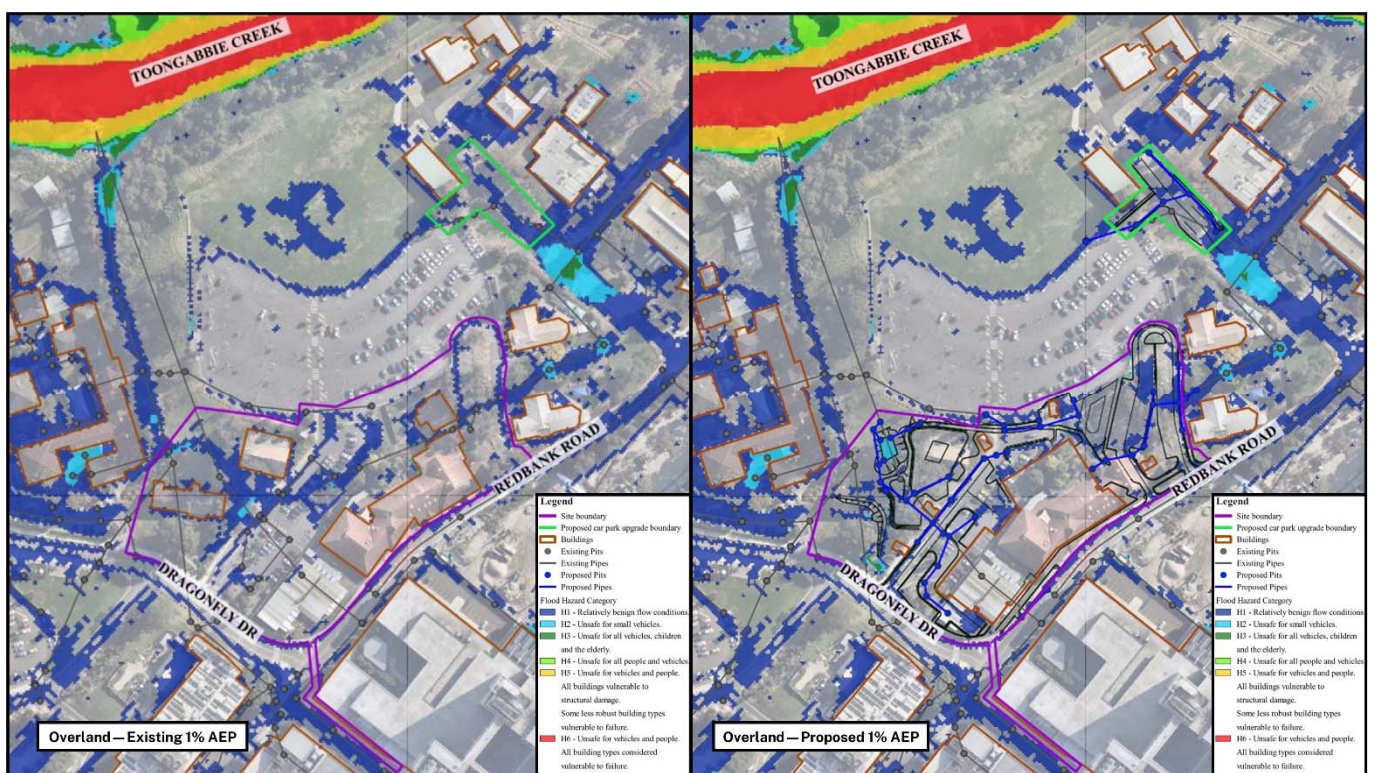 TOONGABBIE CREEK
REDBANK ROAD
DRAGONFLY DR
Legend
Site boundary
Proposed car park upgrade boundary
Buildings
Existing Pits
Existing Pipes
Proposed Pits
Proposed Pipes
Flood Hazard Category
H1 - Relatively benign flow conditions.
H2 - Unsafe for small vehicles.
H3 - Unsafe for all vehicles, children
and the elderly.
H4 - Unsafe for all people and vehicles.
H5 - Unsafe for vehicles and people.
All buildings vulnerable to
structural damage.
Some less robust building types
vulnerable to failure.
H6 - Unsafe for vehicles and people.
All building types considered
vulnerable to failure.
Overland—Existing 1% AEP
TOONGABBIE CREEK
REDBANK ROAD
DRAGONFLY DR
Legend
Site boundary
Proposed car park upgrade boundary
Buildings
Existing Pits
Existing Pipes
Proposed Pits
Proposed Pipes
Flood Hazard Category
H1 - Relatively benign flow conditions.
H2 - Unsafe for small vehicles.
H3 - Unsafe for all vehicles, children
and the elderly.
H4 - Unsafe for all people and vehicles.
H5 - Unsafe for vehicles and people.
All buildings vulnerable to
structural damage.
Some less robust building types
vulnerable to failure.
H6 - Unsafe for vehicles and people.
All building types considered
vulnerable to failure.
Overland—Proposed 1% AEP